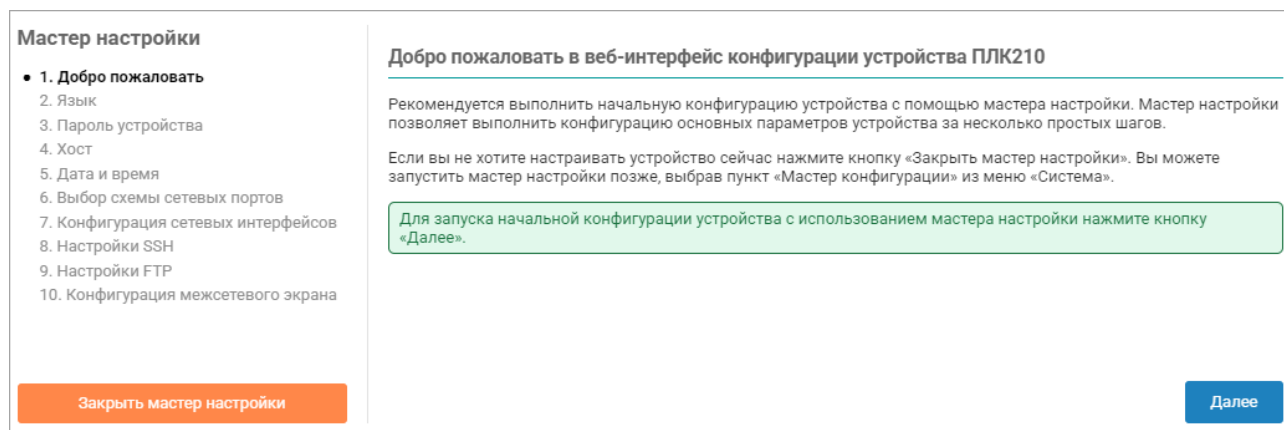 Мастер настройки
1. Добро пожаловать
2. Язык
3. Пароль устройства
4. Хост
5. Дата и время
6. Выбор схемы сетевых портов
7. Конфигурация сетевых интерфейсов
8. Настройки SSH
9. Настройки FTP
10. Конфигурация межсетевого экрана
Закрыть мастер настройки
Добро пожаловать в веб-интерфейс конфигурации устройства ПЛК210
Рекомендуется выполнить начальную конфигурацию устройства с помощью мастера настройки. Мастер настройки
позволяет выполнить конфигурацию основных параметров устройства за несколько простых шагов.
Если вы не хотите настраивать устройство сейчас нажмите кнопку «Закрыть мастер настройки». Вы можете
запустить мастер настройки позже, выбрав пункт «Мастер конфигурации» из меню «Система».
Для запуска начальной конфигурации устройства с использованием мастера настройки нажмите кнопку
«Далее».
Далее